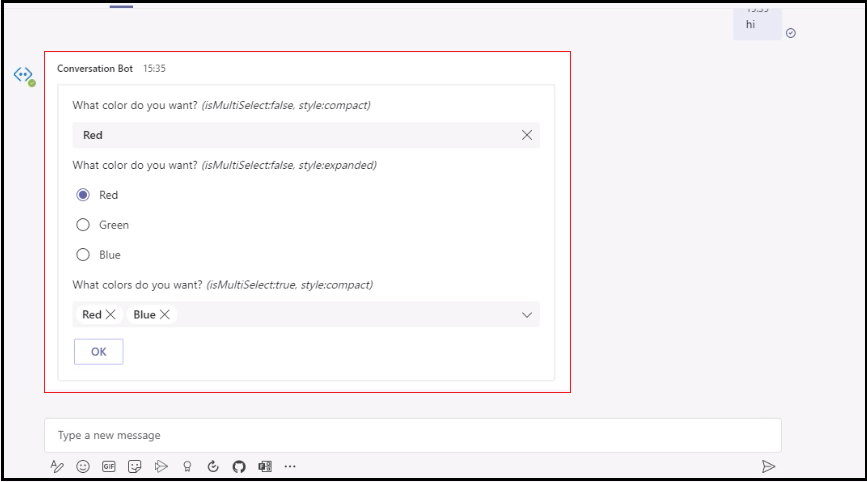 15:35
hi
Conversation Bot 15:35
What color do you want? (isMultiSelect:false, style:compact)
Red
What color do you want? (isMultiSelect:false, style:expanded)
Red
Green
Blue
What colors do you want? (isMultiSelect:true, style:compact)
Red Blue
OK
Type a new message
GIF